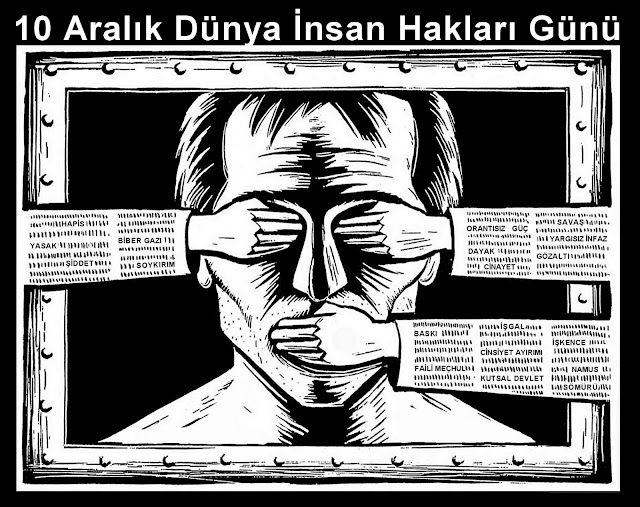 10 Aralık Dünya İnsan Hakları Günü
HAPİS
YASAK
ŞİDDET
BİBER GAZI
SOYKIRIM
ORANTISIZ GÜÇ
DAYAK
CİNAYET
SAVAŞ
YARGISIZ İNFAZ
GÖZALTI
BASKI
FAİLİ MEÇHUL
İŞGAL
CİNSİYET AYIRIMI
KUTSAL DEVLET
İŞKENCE
NAMUS
SÖMÜRÜ